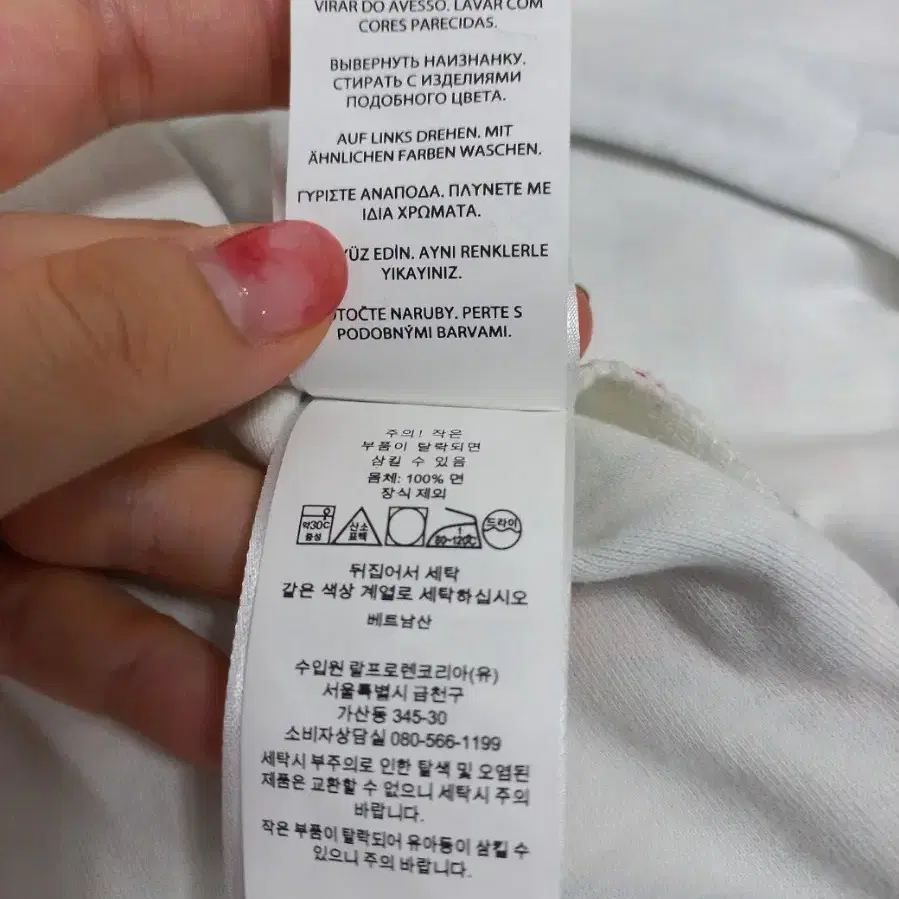 VIRAR DO AVESSO. LAVAR COM
CORES PARECIDAS.
ВЫВЕРНУТЬ НАИЗНАНКУ.
СТИРАТЬ С ИЗДЕЛИЯМИ
ПОДОБНОГО ЦВЕТА.
AUF LINKS DREHEN. MIT
ÄHNLICHEN FARBEN WASCHEN.
ΓΥΡΙΣΤΕ ΑΝΑΠΟΔΑ. ΠΛΥΝΕΤΕ ΜΕ
ΙΔΙΑ ΧΡΩΜΑΤΑ.
YÜZ EDİN. AYNI RENKLERLE
YIKAYINIZ.
OTOČTE NARUBY. PERTE S
PODOBNÝMI BARVAMI.
주의! 작은
부품이 탈락되면
삼킬 수 있음
몸체: 100% 면
장식 제외
약30℃
중성
산소
표백
1
80~120℃
드라이
뒤집어서 세탁
같은 색상 계열로 세탁하십시오
베트남산
수입원 랄프로렌코리아(유)
서울특별시 금천구
가산동 345-30
소비자상담실 080-566-1199
세탁시 부주의로 인한 탈색 및 오염된
제품은 교환할 수 없으니 세탁시 주의
바랍니다.
작은 부품이 탈락되어 유아등이 삼킬 수
있으니 주의 바랍니다.